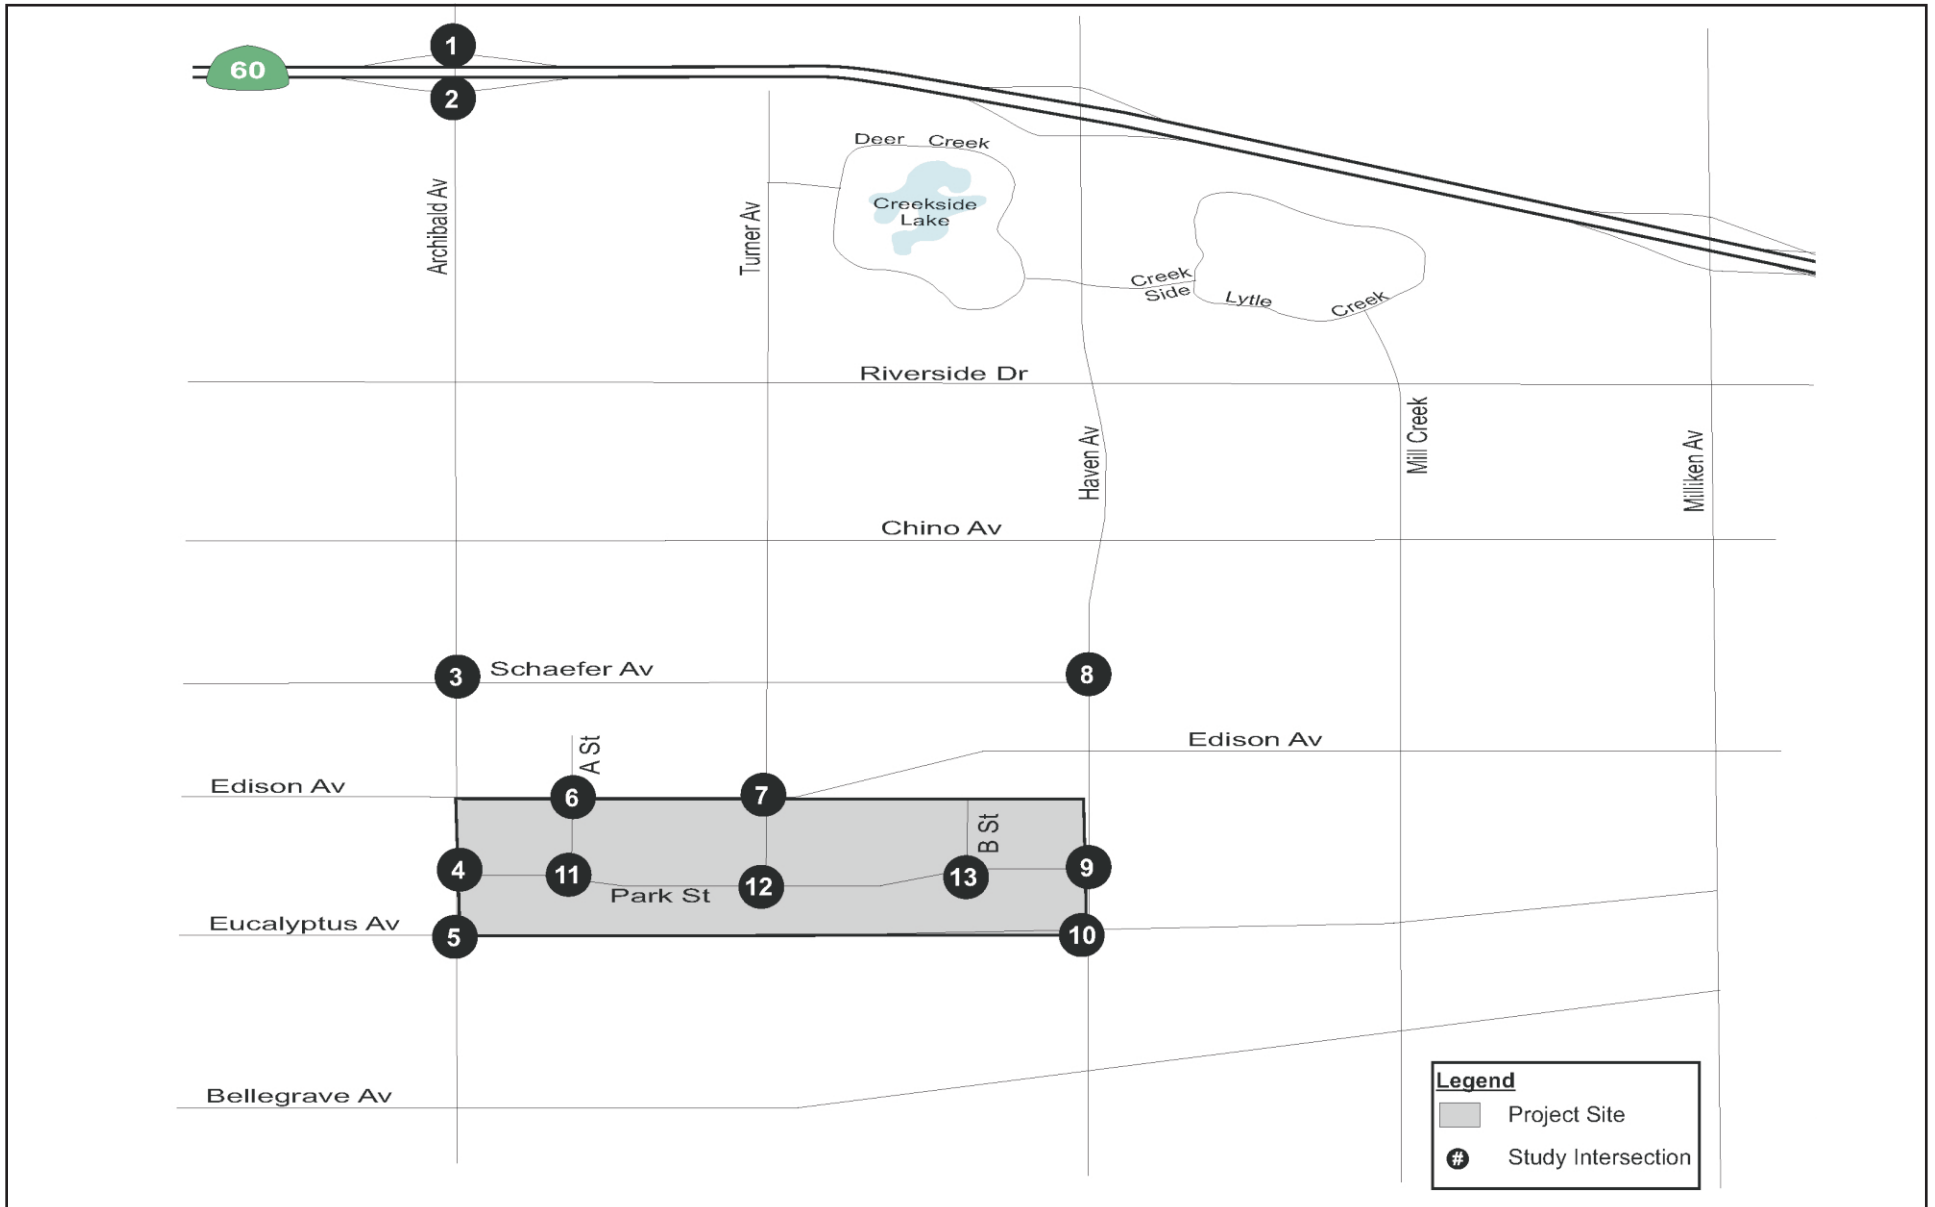 1
60
2
Deer Creek
Creekside
Lake
Archibald Av
Turner Av
Creek
Side
Lytle
Creek
Riverside Dr
Haven Av
Mill Creek
Milliken Av
Chino Av
3
Schaefer Av
8
A St
Edison Av
Edison Av
6
7
B St
4
11
Park St
12
13
9
Eucalyptus Av
5
10
Bellegrave Av
Legend
Project Site
# Study Intersection